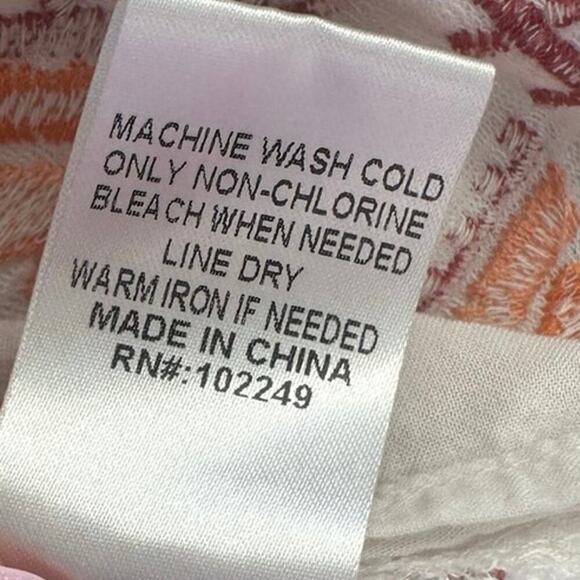 MACHINE WASH COLD
ONLY NON-CHLORINE
BLEACH WHEN NEEDED
LINE DRY
WARM IRON IF NEEDED
MADE IN CHINA
RN#:102249